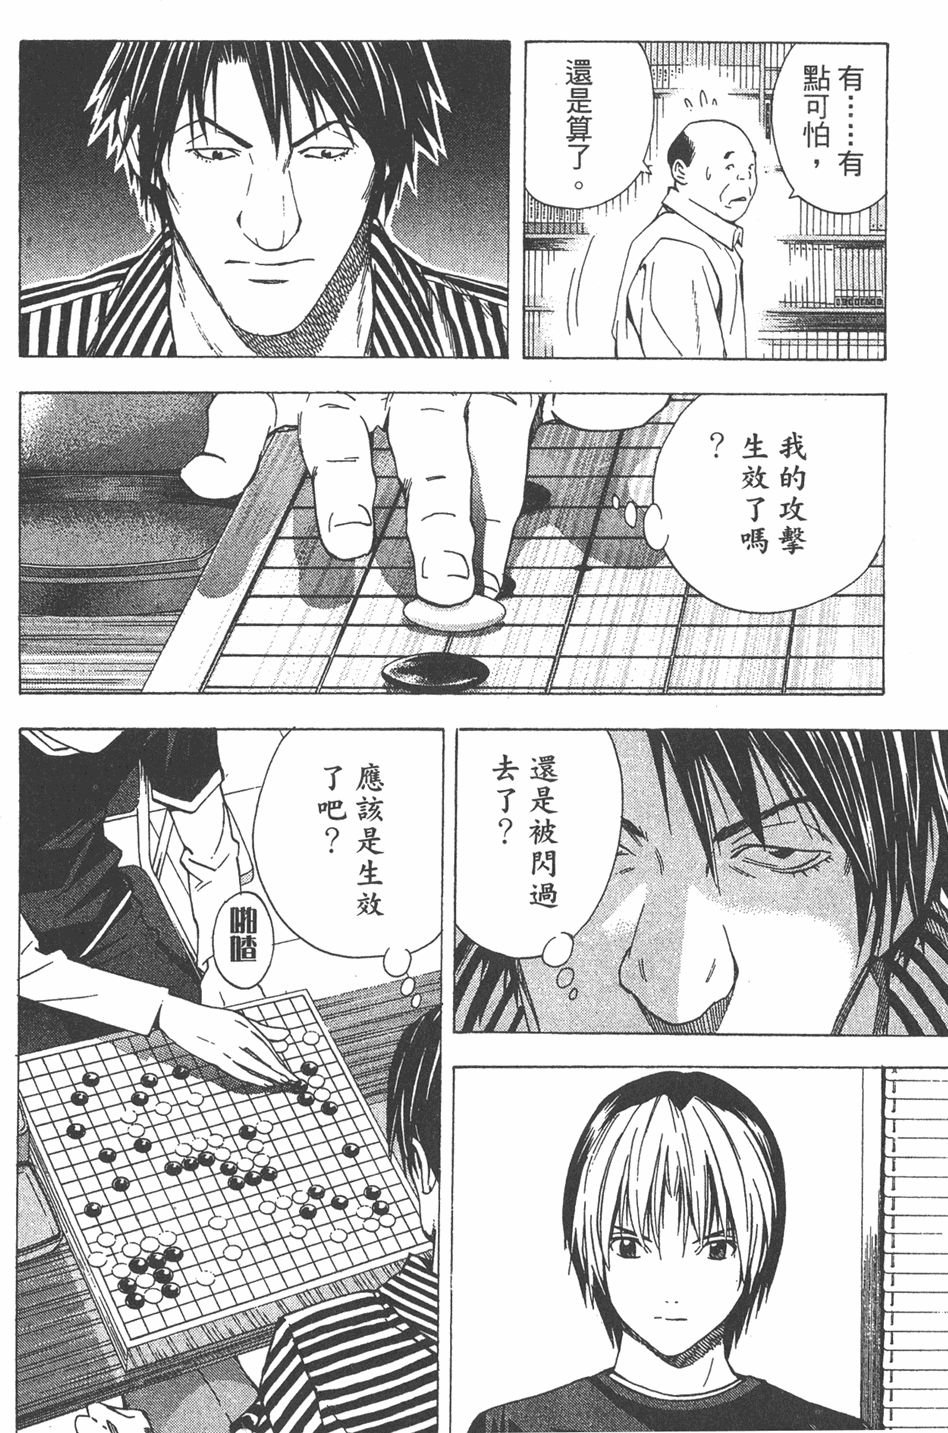 有……有
點可怕，
還是算了。
我的攻擊
生效了嗎
？
還是被閃過
去了？
應該是生效
了吧？
啪喳